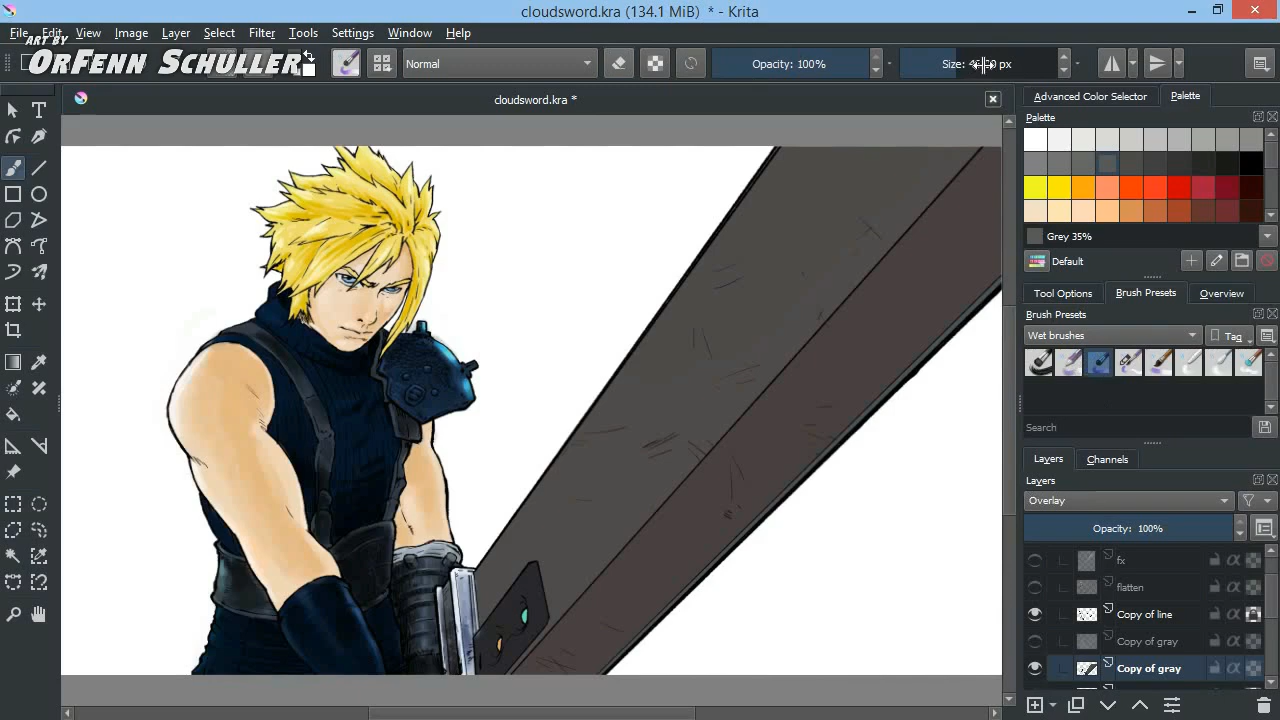 cloudsword.kra (134.1 MiB) * - Krita
File Edit View Image Layer Select Filter Tools Settings Window Help
ART BY
ORFENN SCHULLER
Normal
Opacity: 100%
Size: px
cloudsword.kra *
Advanced Color Selector
Palette
Palette
Grey 35%
Default
Tool Options
Brush Presets
Overview
Brush Presets
Wet brushes
Tag
Search
Layers
Channels
Layers
Overlay
Opacity: 100%
fx
flatten
Copy of line
Copy of gray
Copy of gray